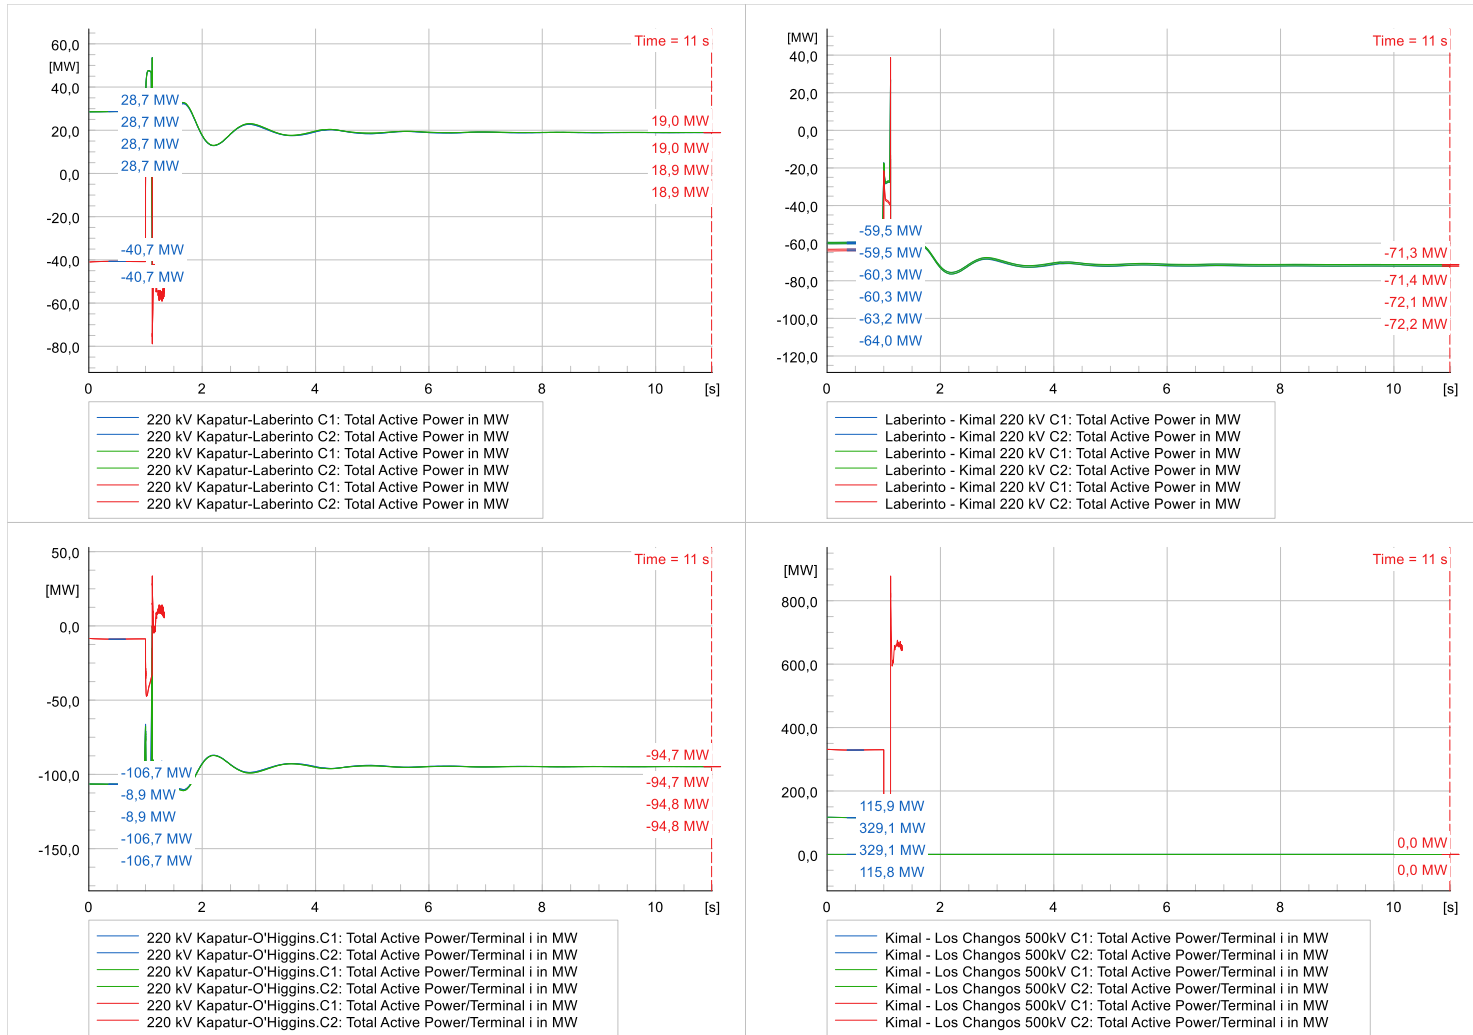 Time = 11 s
60,0
[MW]
40,0
20,0
0,0
-20,0
-40,0
-60,0
-80,0
28,7 MW
28,7 MW
28,7 MW
28,7 MW
-40,7 MW
-40,7 MW
19,0 MW
19,0 MW
18,9 MW
18,9 MW
0 2 4 6 8 10 [s]
220 kV Kapatur-Laberinto C1: Total Active Power in MW
220 kV Kapatur-Laberinto C2: Total Active Power in MW
220 kV Kapatur-Laberinto C1: Total Active Power in MW
220 kV Kapatur-Laberinto C2: Total Active Power in MW
220 kV Kapatur-Laberinto C1: Total Active Power in MW
220 kV Kapatur-Laberinto C2: Total Active Power in MW
Time = 11 s
[MW]
40,0
20,0
0,0
-20,0
-40,0
-60,0
-80,0
-100,0
-120,0
-59,5 MW
-59,5 MW
-60,3 MW
-60,3 MW
-63,2 MW
-64,0 MW
-71,3 MW
-71,4 MW
-72,1 MW
-72,2 MW
0 2 4 6 8 10 [s]
Laberinto - Kimal 220 kV C1: Total Active Power in MW
Laberinto - Kimal 220 kV C2: Total Active Power in MW
Laberinto - Kimal 220 kV C1: Total Active Power in MW
Laberinto - Kimal 220 kV C2: Total Active Power in MW
Laberinto - Kimal 220 kV C1: Total Active Power in MW
Laberinto - Kimal 220 kV C2: Total Active Power in MW
Time = 11 s
50,0
[MW]
0,0
-50,0
-100,0
-150,0
-106,7 MW
-8,9 MW
-8,9 MW
-106,7 MW
-106,7 MW
-94,7 MW
-94,7 MW
-94,8 MW
-94,8 MW
0 2 4 6 8 10 [s]
220 kV Kapatur-O'Higgins.C1: Total Active Power/Terminal i in MW
220 kV Kapatur-O'Higgins.C2: Total Active Power/Terminal i in MW
220 kV Kapatur-O'Higgins.C1: Total Active Power/Terminal i in MW
220 kV Kapatur-O'Higgins.C2: Total Active Power/Terminal i in MW
220 kV Kapatur-O'Higgins.C1: Total Active Power/Terminal i in MW
220 kV Kapatur-O'Higgins.C2: Total Active Power/Terminal i in MW
Time = 11 s
[MW]
800,0
600,0
400,0
200,0
0,0
115,9 MW
329,1 MW
329,1 MW
115,8 MW
0,0 MW
0,0 MW
0 2 4 6 8 10 [s]
Kimal - Los Changos 500kV C1: Total Active Power/Terminal i in MW
Kimal - Los Changos 500kV C2: Total Active Power/Terminal i in MW
Kimal - Los Changos 500kV C1: Total Active Power/Terminal i in MW
Kimal - Los Changos 500kV C2: Total Active Power/Terminal i in MW
Kimal - Los Changos 500kV C1: Total Active Power/Terminal i in MW
Kimal - Los Changos 500kV C2: Total Active Power/Terminal i in MW